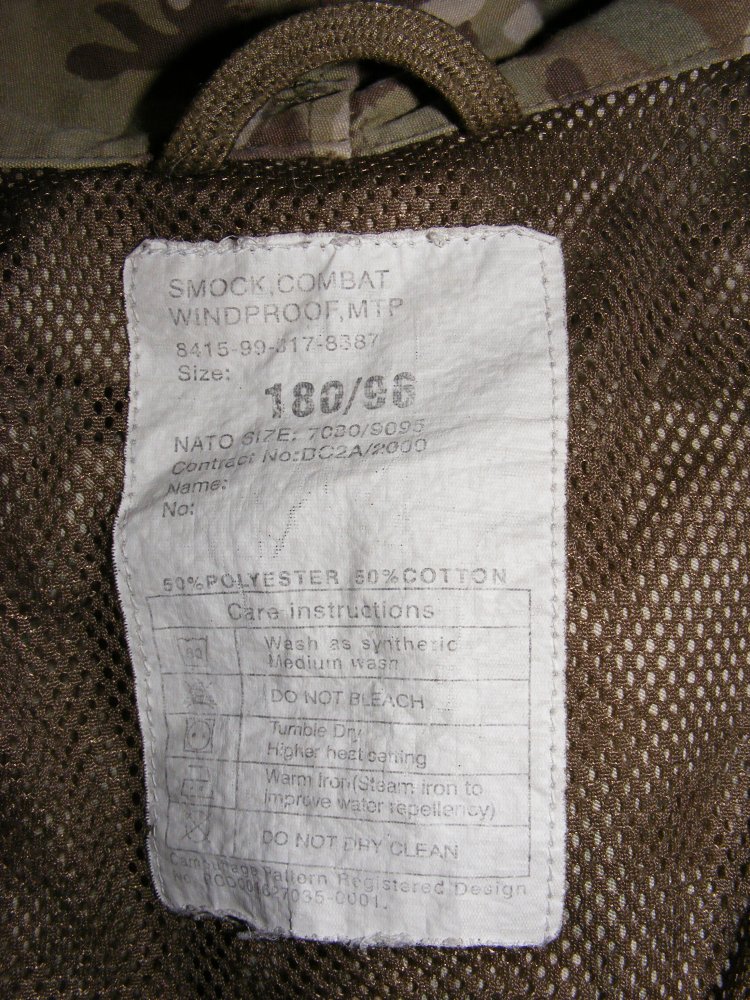 SMOCK,COMBAT
WINDPROOF,MTP
8415-99-317-8387
Size:
180/96
NATO SIZE: 7080/9095
Contract No:DC2A/2000
Name:
No:
50%POLYESTER 50%COTTON
Care instructions
Wash as synthetic
Medium wash
DO NOT BLEACH
Tumble Dry
Higher heat
Warm Iron(Steam iron to
improve water repellency)
DO NOT DRY CLEAN
Camouflage Pattern Registered Design
No.